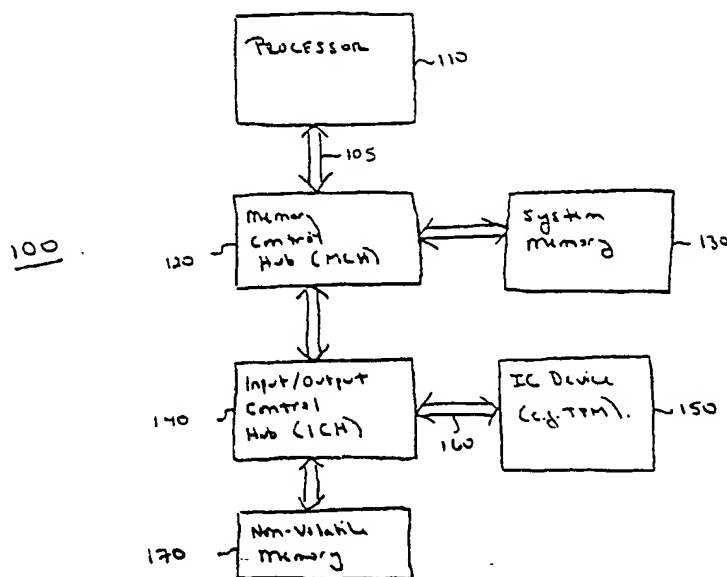 PROCESSOR
110
105
100
Memory
Control
Hub (MCH)
120
System
Memory
130
Input/Output
Control
Hub (ICH)
140
IC Device
(e.g. TPM).
150
160
Non-Volatile
Memory
170